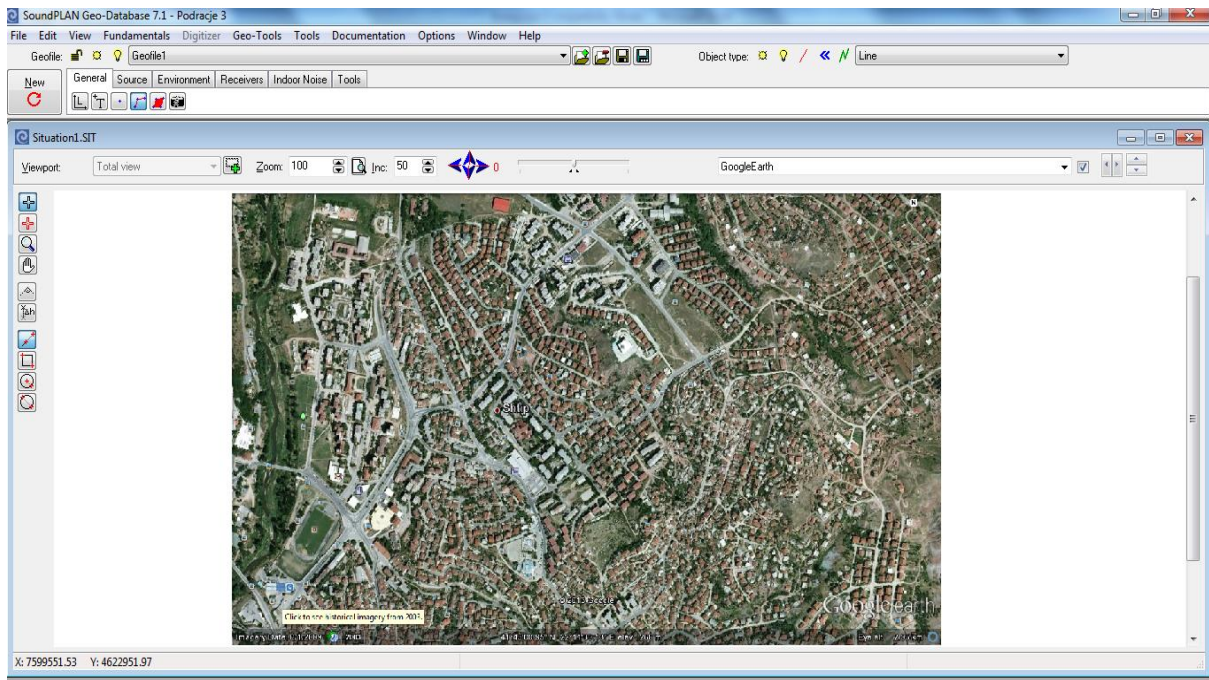 SoundPLAN Geo-Database 7.1 - Podracje 3
File Edit View Fundamentals Digitizer Geo-Tools Tools Documentation Options Window Help
Geofile: Geofile1 Object type: Line
New General Source Environment Receivers Indoor Noise Tools
Situation1.SIT
Viewport: Total view Zoom: 100 Inc: 50 0 GoogleEarth
Shtip
Google earth
Click to see historical imagery from 2003.
Imagery Date:
X: 7599551.53 Y: 4622951.97